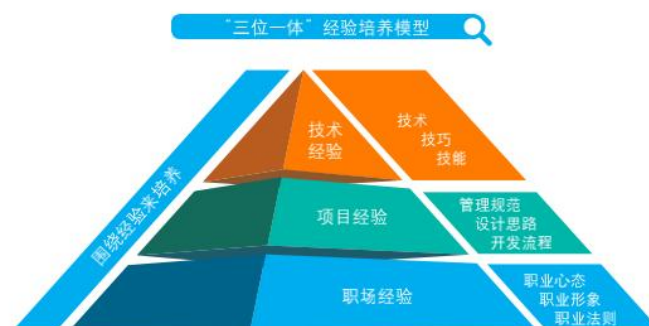 “三位一体”经验培养模型
围绕经验来培养
技术
经验
技术
技巧
技能
项目经验
管理规范
设计思路
开发流程
职场经验
职业心态
职业形象
职业法则